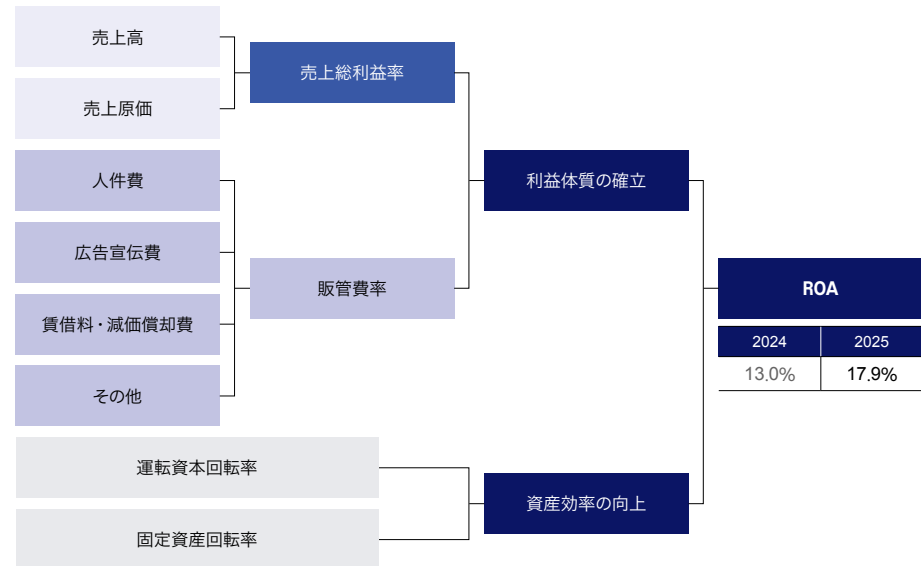 売上高
売上原価
売上総利益率
人件費
広告宣伝費
賃借料・減価償却費
その他
販管費率
利益体質の確立
運転資本回転率
固定資産回転率
資産効率の向上
ROA
2024 2025
13.0% 17.9%